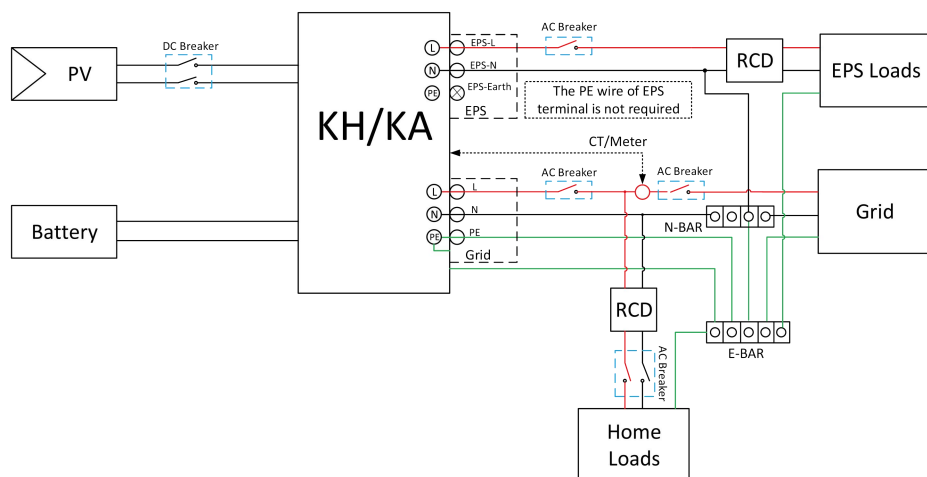 DC Breaker
PV
KH/KA
L
EPS-L
N
EPS-N
PE
EPS-Earth
EPS
AC Breaker
RCD
EPS Loads
The PE wire of EPS
terminal is not required
CT/Meter
L
L
N
N
PE
PE
Grid
AC Breaker
AC Breaker
N-BAR
Grid
Battery
RCD
E-BAR
AC Breaker
Home
Loads